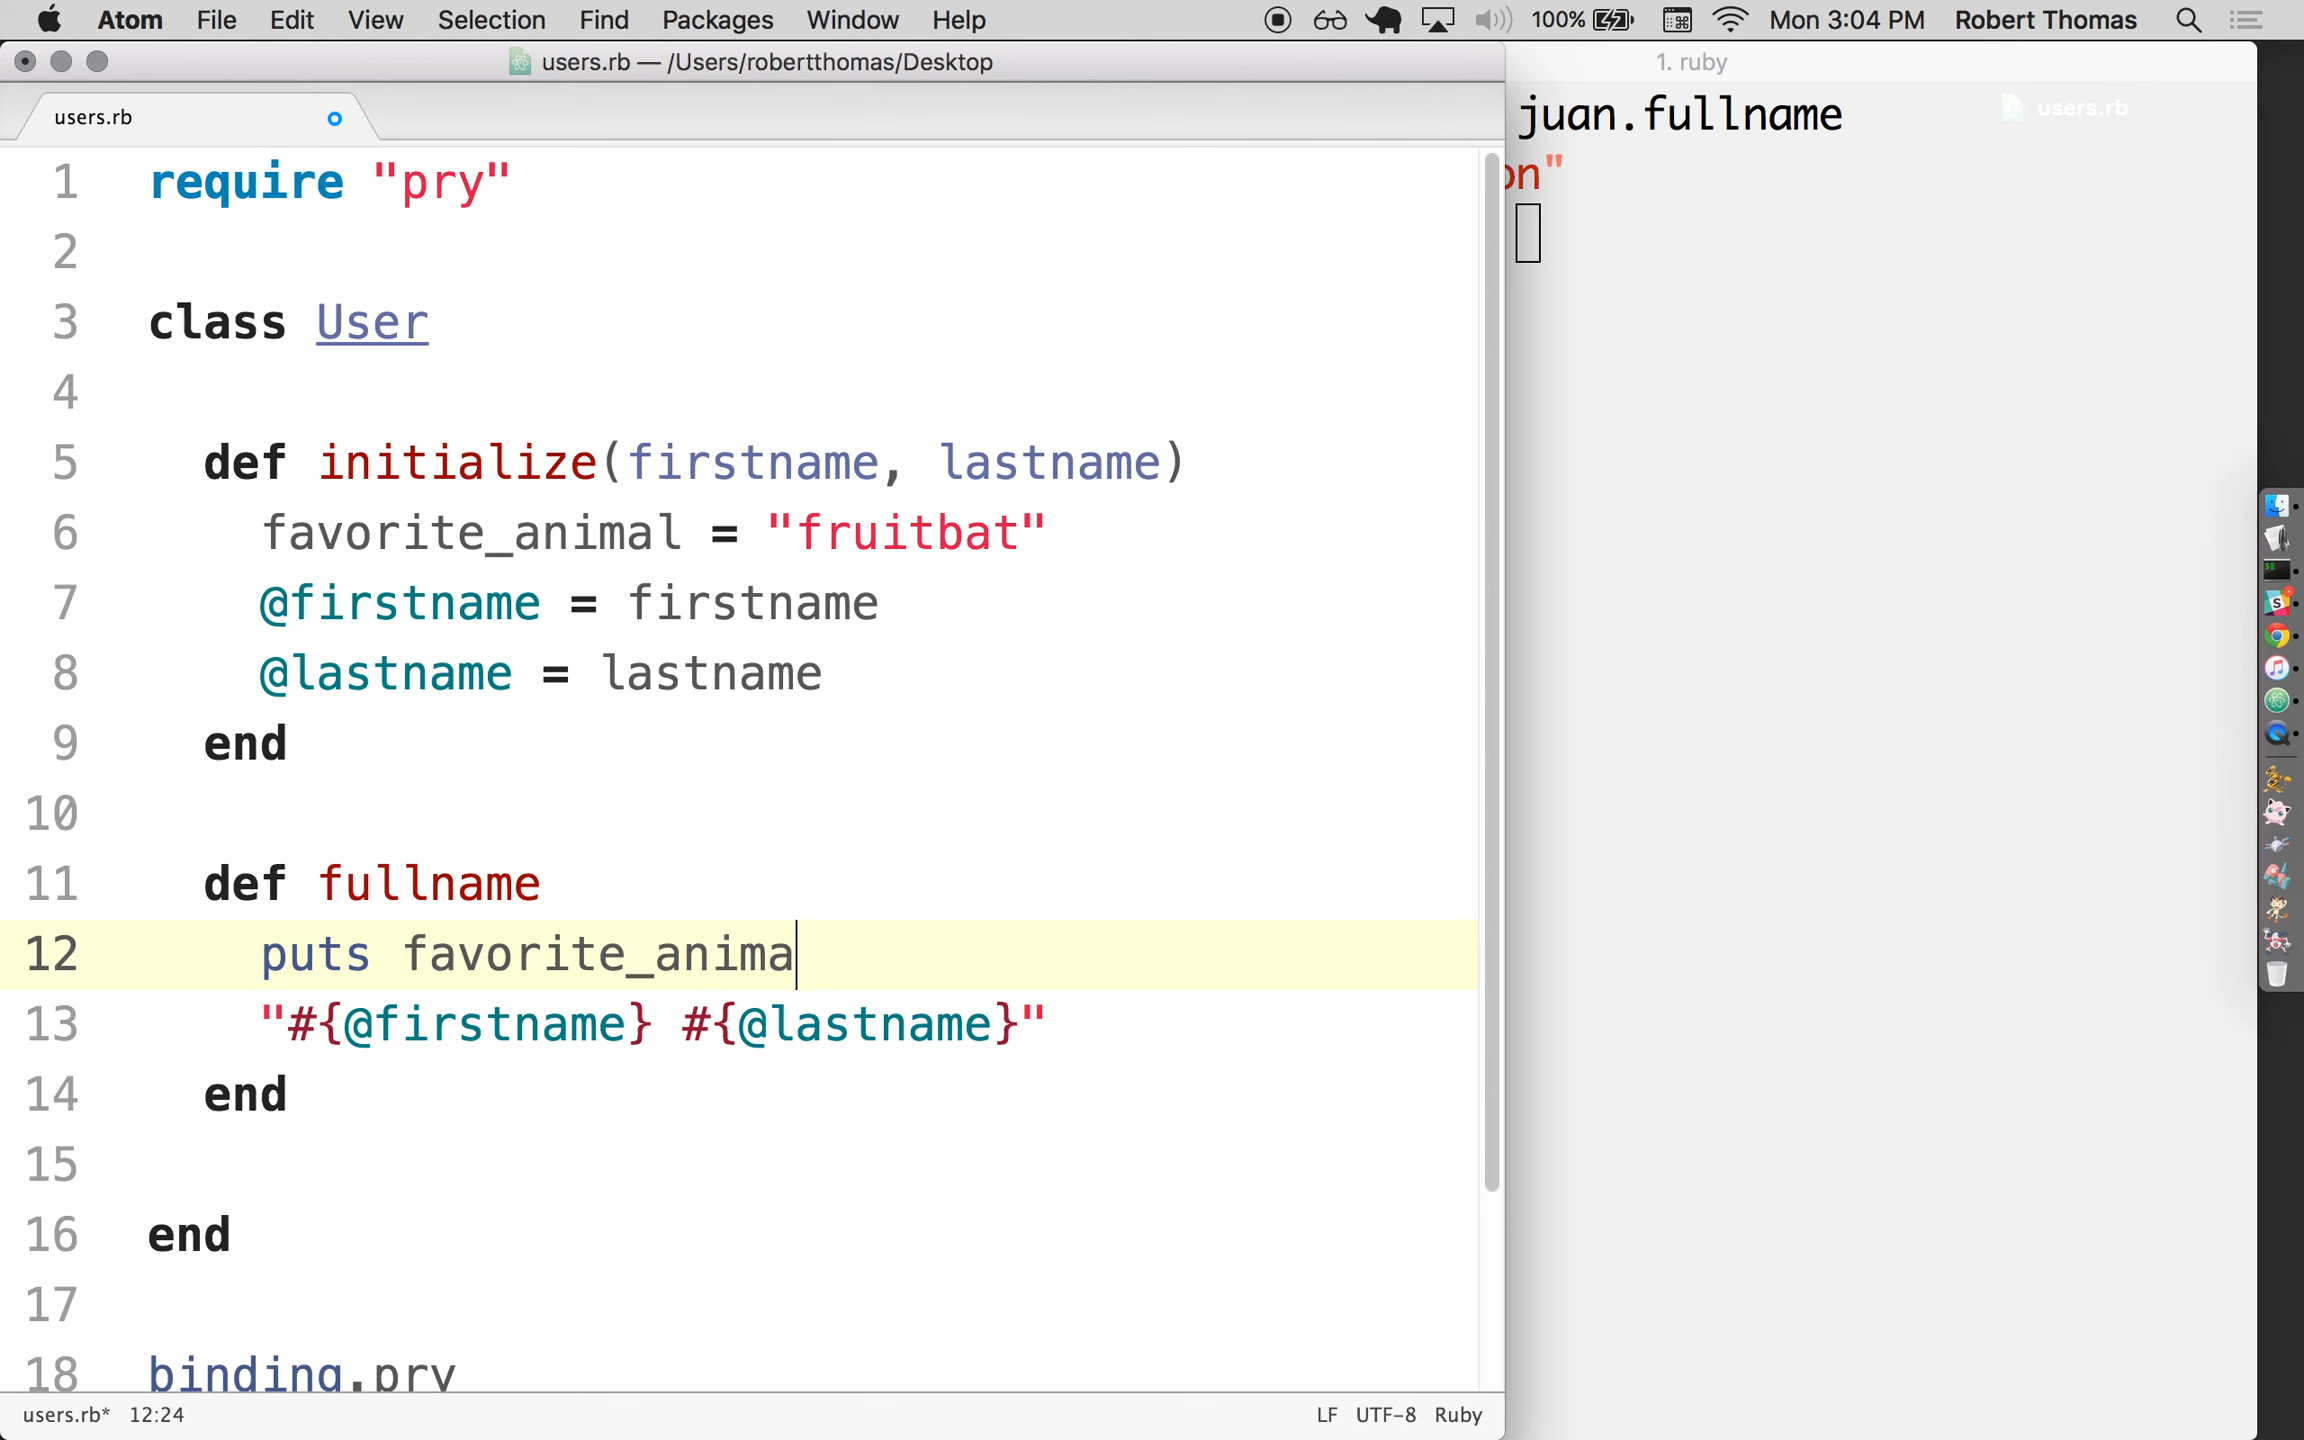 Atom File Edit View Selection Find Packages Window Help 100% Mon 3:04 PM Robert Thomas
users.rb — /Users/robertthomas/Desktop
1. ruby
users.rb
juan.fullname
users.rb
on"
1 require "pry"
2
3 class User
4
5 def initialize(firstname, lastname)
6 favorite_animal = "fruitbat"
7 @firstname = firstname
8 @lastname = lastname
9 end
10
11 def fullname
12 puts favorite_anima
13 "#{@firstname} #{@lastname}"
14 end
15
16 end
17
18 binding.pry
users.rb* 12:24 LF UTF-8 Ruby